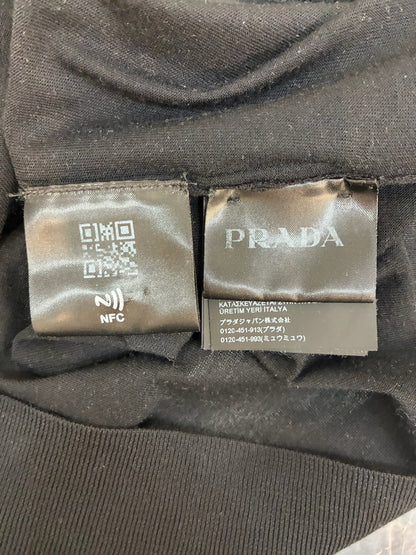 NFC
PRADA
ÜRETİM YERİ İTALYA
プラダジャパン株式会社
0120-451-913(プラダ)
0120-451-993(ミュウミュウ)